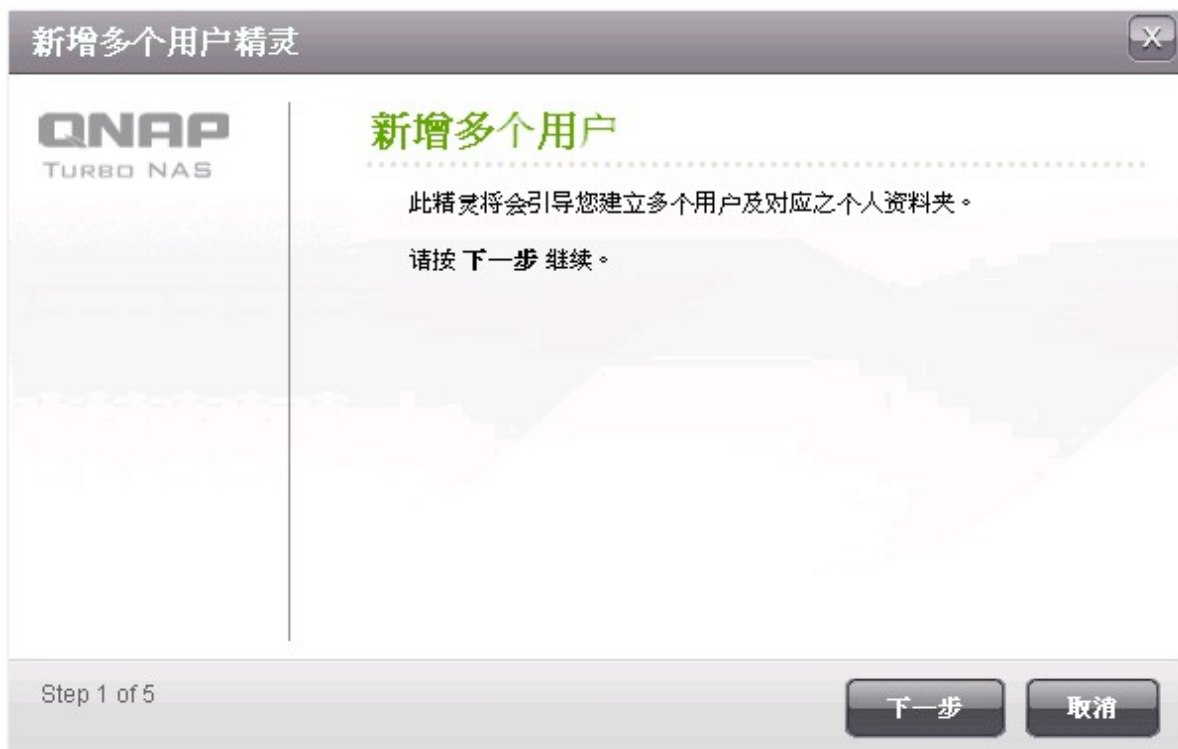 新增多个用户精灵
X
QNAP
TURBO NAS
新增多个用户
此精灵将会引导您建立多个用户及对应之个人资料夹。
请按 下一步 继续。
Step 1 of 5
下一步
取消